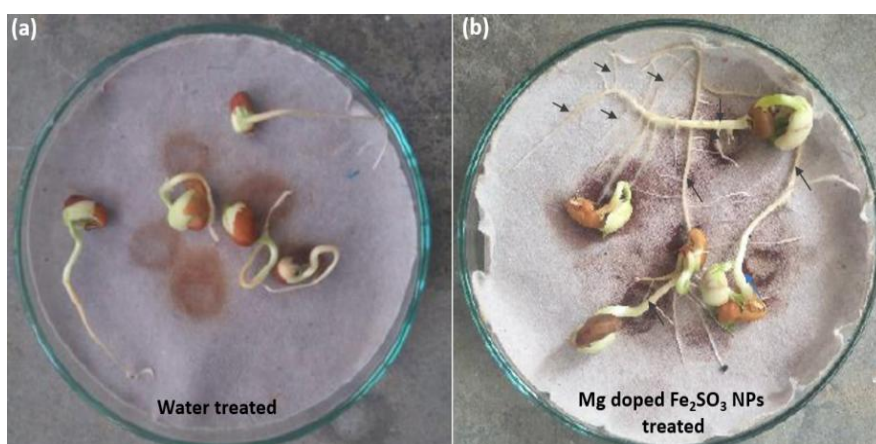 (a)
Water treated
(b)
Mg doped Fe₂SO₃ NPs
treated